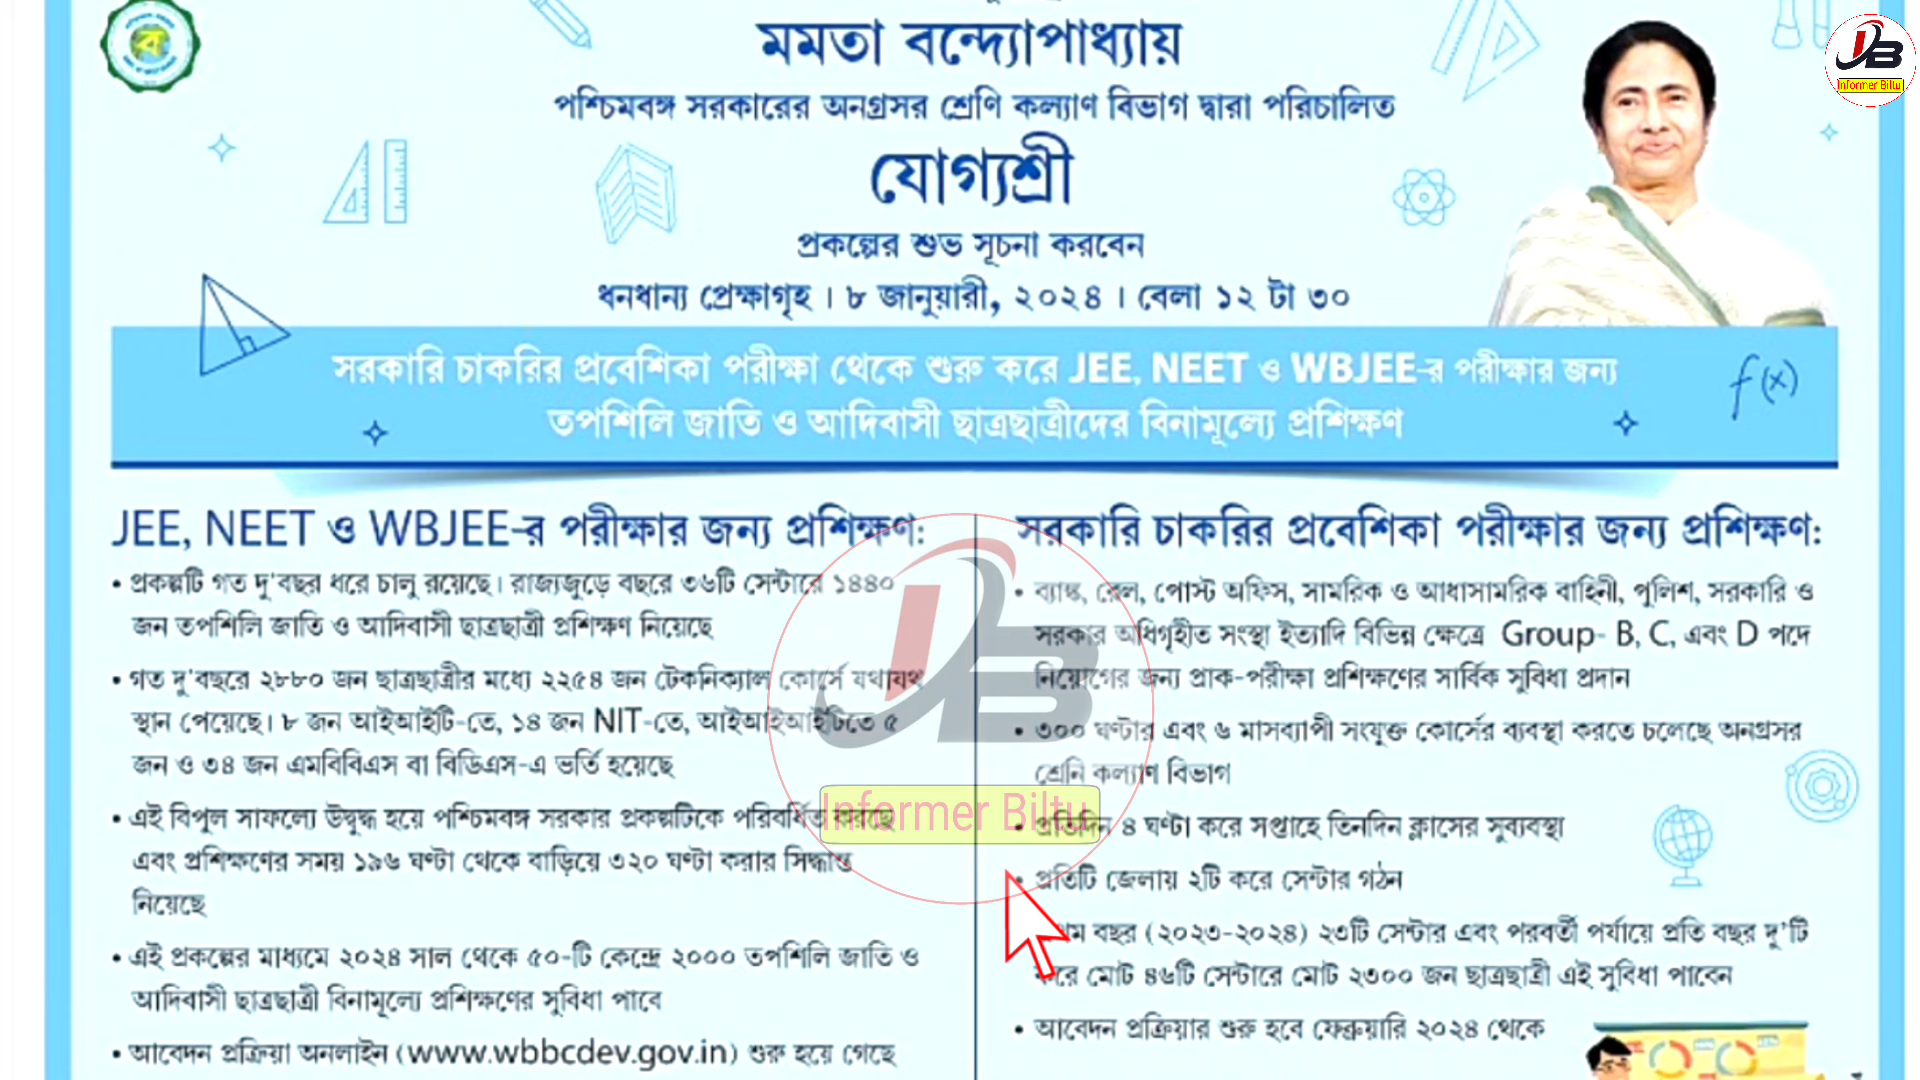 মমতা বন্দ্যোপাধ্যায়
পশ্চিমবঙ্গ সরকারের অনগ্রসর শ্রেণি কল্যাণ বিভাগ দ্বারা পরিচালিত
যোগ্যশ্রী
প্রকল্পের শুভ সূচনা করবেন
ধনধান্য প্রেক্ষাগৃহ । ৮ জানুয়ারী, ২০২৪ । বেলা ১২ টা ৩০
Informer Biltu
সরকারি চাকরির প্রবেশিকা পরীক্ষা থেকে শুরু করে JEE, NEET ও WBJEE-র পরীক্ষার জন্য
তপশিলি জাতি ও আদিবাসী ছাত্রছাত্রীদের বিনামূল্যে প্রশিক্ষণ
f(x)
JEE, NEET ও WBJEE-র পরীক্ষার জন্য প্রশিক্ষণ:
• প্রকল্পটি গত দু'বছর ধরে চালু রয়েছে। রাজ্যজুড়ে বছরে ৩৬টি সেন্টারে ১৪৪০
জন তপশিলি জাতি ও আদিবাসী ছাত্রছাত্রী প্রশিক্ষণ নিয়েছে
• গত দু'বছরে ২৮৮০ জন ছাত্রছাত্রীর মধ্যে ২২৫৪ জন টেকনিক্যাল কোর্সে যথাযথ
স্থান পেয়েছে। ৮ জন আইআইটি-তে, ১৪ জন NIT-তে, আইআইআইটিতে ৫
জন ও ৩৪ জন এমবিবিএস বা বিডিএস-এ ভর্তি হয়েছে
• এই বিপুল সাফল্যে উদ্বুদ্ধ হয়ে পশ্চিমবঙ্গ সরকার প্রকল্পটিকে পরিবর্ধিত করছে
এবং প্রশিক্ষণের সময় ১৯৬ ঘণ্টা থেকে বাড়িয়ে ৩২০ ঘণ্টা করার সিদ্ধান্ত
নিয়েছে
• এই প্রকল্পের মাধ্যমে ২০২৪ সাল থেকে ৫০-টি কেন্দ্রে ২০০০ তপশিলি জাতি ও
আদিবাসী ছাত্রছাত্রী বিনামূল্যে প্রশিক্ষণের সুবিধা পাবে
• আবেদন প্রক্রিয়া অনলাইন (www.wbbcdev.gov.in) শুরু হয়ে গেছে
সরকারি চাকরির প্রবেশিকা পরীক্ষার জন্য প্রশিক্ষণ:
• ব্যাঙ্ক, রেল, পোস্ট অফিস, সামরিক ও আধাসামরিক বাহিনী, পুলিশ, সরকারি ও
সরকার অধিগৃহীত সংস্থা ইত্যাদি বিভিন্ন ক্ষেত্রে Group- B, C, এবং D পদে
নিয়োগের জন্য প্রাক-পরীক্ষা প্রশিক্ষণের সার্বিক সুবিধা প্রদান
• ৩০০ ঘণ্টার এবং ৬ মাসব্যাপী সংযুক্ত কোর্সের ব্যবস্থা করতে চলেছে অনগ্রসর
শ্রেনি কল্যাণ বিভাগ
• প্রতিদিন ৪ ঘণ্টা করে সপ্তাহে তিনদিন ক্লাসের সুব্যবস্থা
• প্রতিটি জেলায় ২টি করে সেন্টার গঠন
বছর (২০২৩-২০২৪) ২৩টি সেন্টার এবং পরবর্তী পর্যায়ে প্রতি বছর দু'টি
করে মোট ৪৬টি সেন্টারে মোট ২৩০০ জন ছাত্রছাত্রী এই সুবিধা পাবেন
• আবেদন প্রক্রিয়ার শুরু হবে ফেব্রুয়ারি ২০২৪ থেকে
Informer Biltu